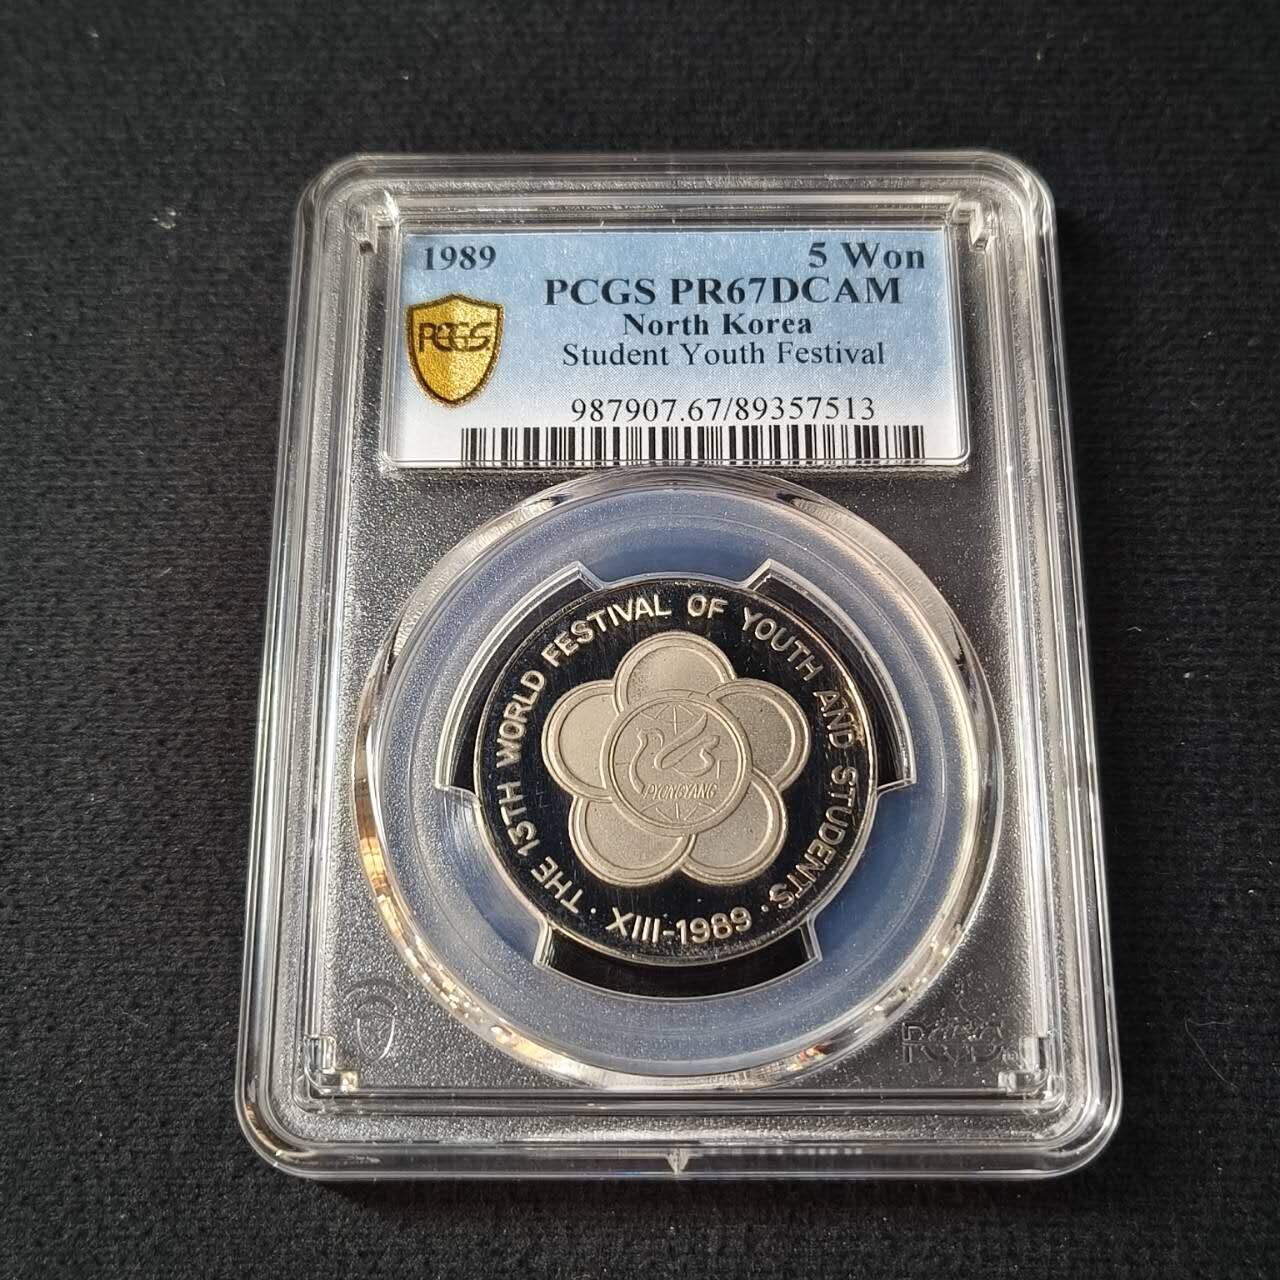 1989 5 Won
PCGS PR67DCAM
North Korea
Student Youth Festival
987907.67/89357513
PCGS
THE 13TH WORLD FESTIVAL OF YOUTH AND STUDENTS · XIII-1989 ·
PYONGYANG
PCGS